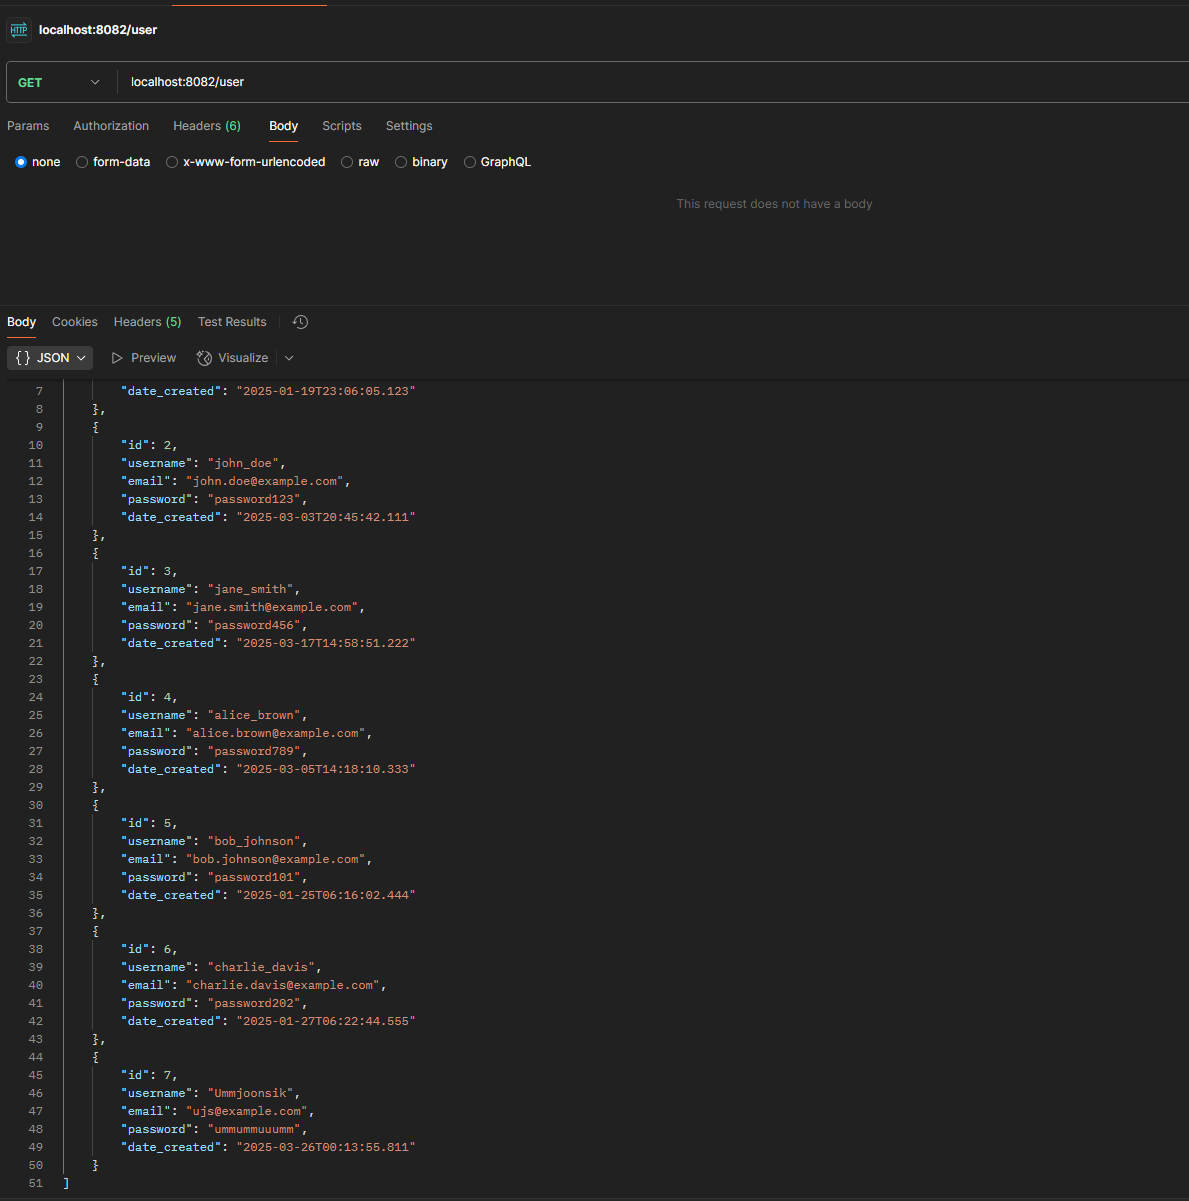 HTTP localhost:8082/user
GET localhost:8082/user
Params Authorization Headers (6) Body Scripts Settings
none form-data x-www-form-urlencoded raw binary GraphQL
This request does not have a body
Body Cookies Headers (5) Test Results
{} JSON Preview Visualize
7 "date_created": "2025-01-19T23:06:05.123"
8 },
9 {
10 "id": 2,
11 "username": "john_doe",
12 "email": "john.doe@example.com",
13 "password": "password123",
14 "date_created": "2025-03-03T20:45:42.111"
15 },
16 {
17 "id": 3,
18 "username": "jane_smith",
19 "email": "jane.smith@example.com",
20 "password": "password456",
21 "date_created": "2025-03-17T14:58:51.222"
22 },
23 {
24 "id": 4,
25 "username": "alice_brown",
26 "email": "alice.brown@example.com",
27 "password": "password789",
28 "date_created": "2025-03-05T14:18:10.333"
29 },
30 {
31 "id": 5,
32 "username": "bob_johnson",
33 "email": "bob.johnson@example.com",
34 "password": "password101",
35 "date_created": "2025-01-25T06:16:02.444"
36 },
37 {
38 "id": 6,
39 "username": "charlie_davis",
40 "email": "charlie.davis@example.com",
41 "password": "password202",
42 "date_created": "2025-01-27T06:22:44.555"
43 },
44 {
45 "id": 7,
46 "username": "Ummjoonsik",
47 "email": "ujs@example.com",
48 "password": "ummummuuumm",
49 "date_created": "2025-03-26T00:13:55.811"
50 }
51 ]